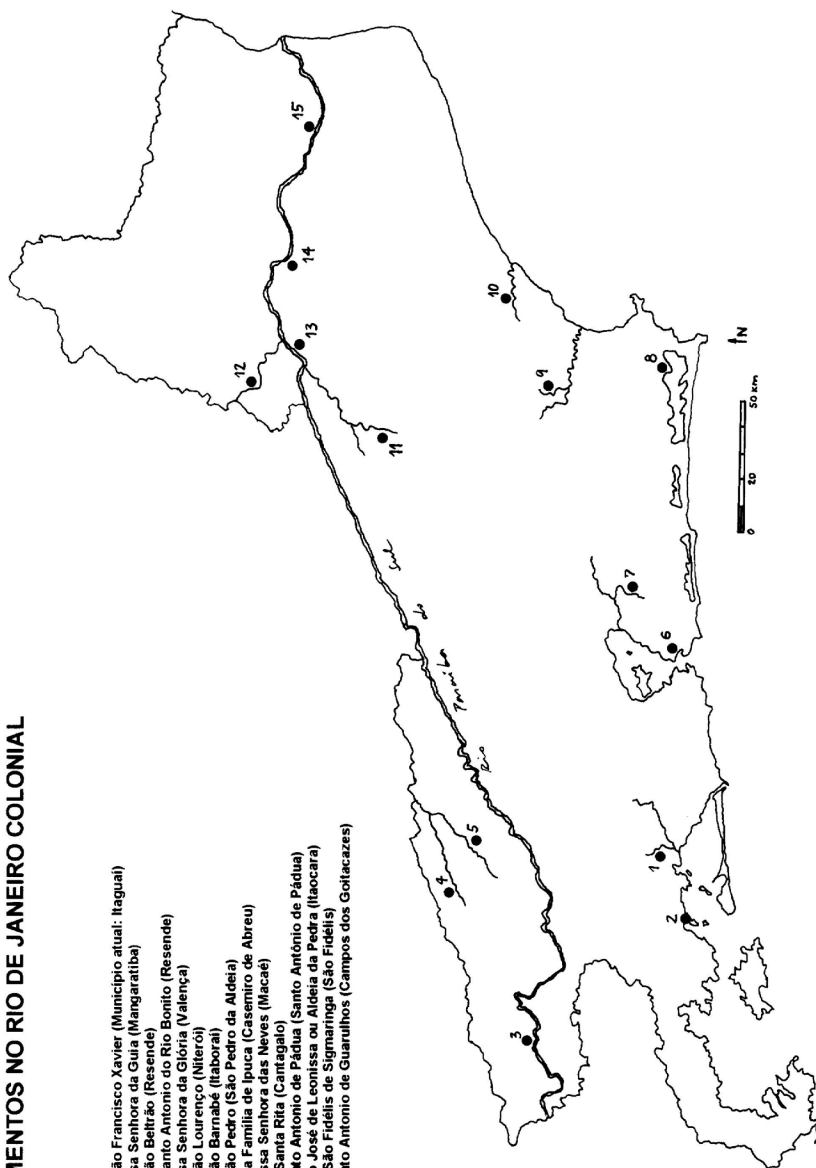 MENTOS NO RIO DE JANEIRO COLONIAL
ão Francisco Xavier (Município atual: Itaguaí)
sa Senhora da Guia (Mangaratiba)
ão Beltrão (Resende)
anto Antonio do Rio Bonito (Resende)
sa Senhora da Glória (Valença)
ão Lourenço (Niterói)
ão Barnabé (Itaboraí)
ão Pedro (São Pedro da Aldeia)
a Família de Ipuca (Casemiro de Abreu)
ssa Senhora das Neves (Macaé)
Santa Rita (Cantagalo)
nto Antonio de Pádua (Santo Antônio de Pádua)
o José de Leonissa ou Aldeia da Pedra (Itaocara)
São Fidélis de Sigmaringa (São Fidélis)
nto Antonio de Guarulhos (Campos dos Goitacazes)
1
2
3
4
5
6
7
8
9
10
11
12
13
14
15
Rio Paraíba do Sul
0 20 50 km
N